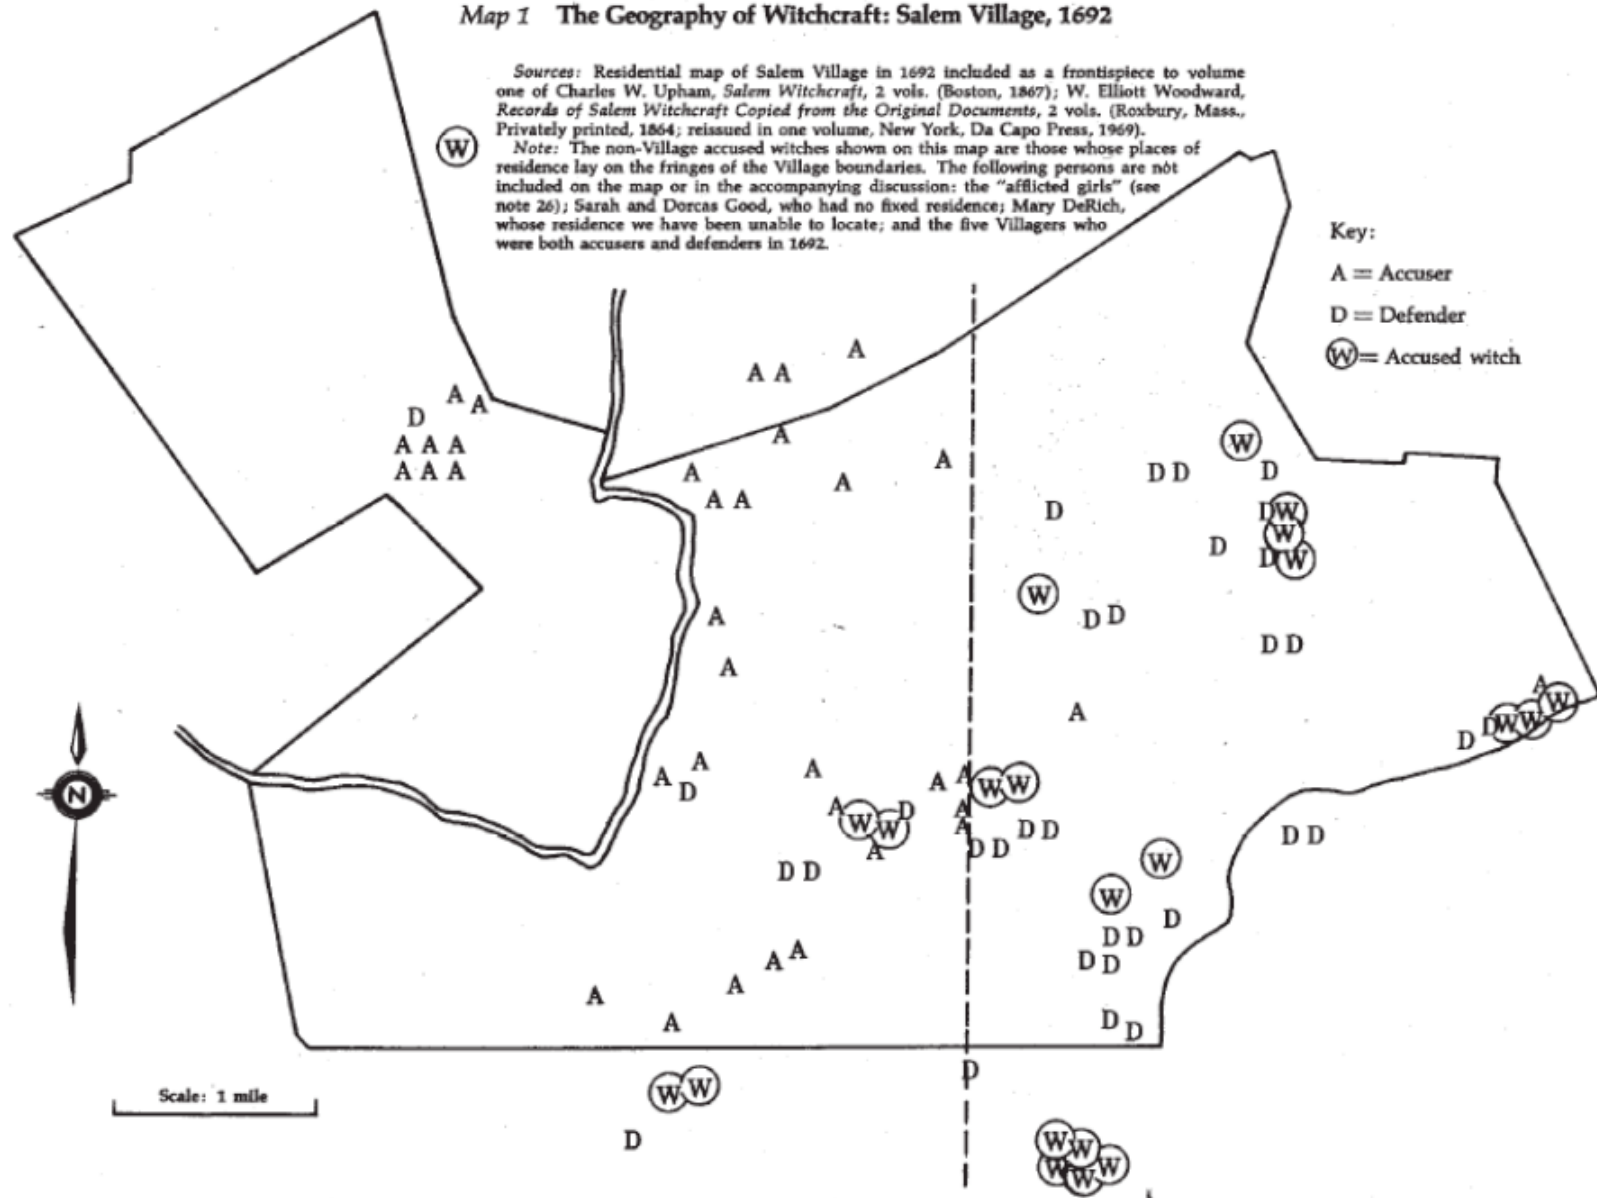 Map 1 The Geography of Witchcraft: Salem Village, 1692
Sources: Residential map of Salem Village in 1692 included as a frontispiece to volume
one of Charles W. Upham, Salem Witchcraft, 2 vols. (Boston, 1867); W. Elliott Woodward,
Records of Salem Witchcraft Copied from the Original Documents, 2 vols. (Roxbury, Mass.,
Privately printed, 1864; reissued in one volume, New York, Da Capo Press, 1969).
Note: The non-Village accused witches shown on this map are those whose places of
residence lay on the fringes of the Village boundaries. The following persons are not
included on the map or in the accompanying discussion: the "afflicted girls" (see
note 26); Sarah and Dorcas Good, who had no fixed residence; Mary DeRich,
whose residence we have been unable to locate; and the five Villagers who
were both accusers and defenders in 1692.
W
Key:
A = Accuser
D = Defender
W = Accused witch
A
A A
A A
D
A A A
A A A
A
A
A A
A
A
W
D D
D
D
D W
W
D W
D
W
D D
D D
A
A
A
A
W
D W W
D
A
A
D
A
A
W W
D
A
A A
W W
A
A
D D
D D
D D
D D
W
W
D
D D
D D
D D
A
A
A
A
A
D
W W
D
W W
W W W
N
Scale: 1 mile